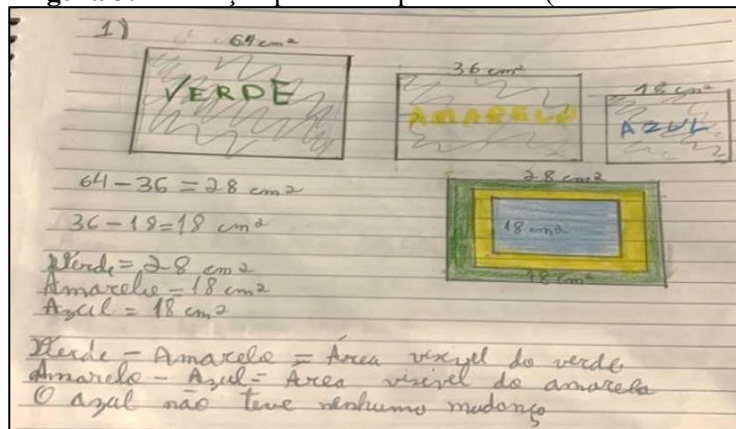 1)
64 cm²
VERDE
36 cm²
AMARELO
18 cm²
AZUL
64 - 36 = 28 cm²
36 - 18 = 18 cm²
28 cm²
18 cm²
18 cm²
Verde = 28 cm²
Amarelo = 18 cm²
Azul = 18 cm²
Verde - Amarelo = Área visível do verde
Amarelo - Azul = Área visível do amarelo
O azul não teve nenhuma mudança